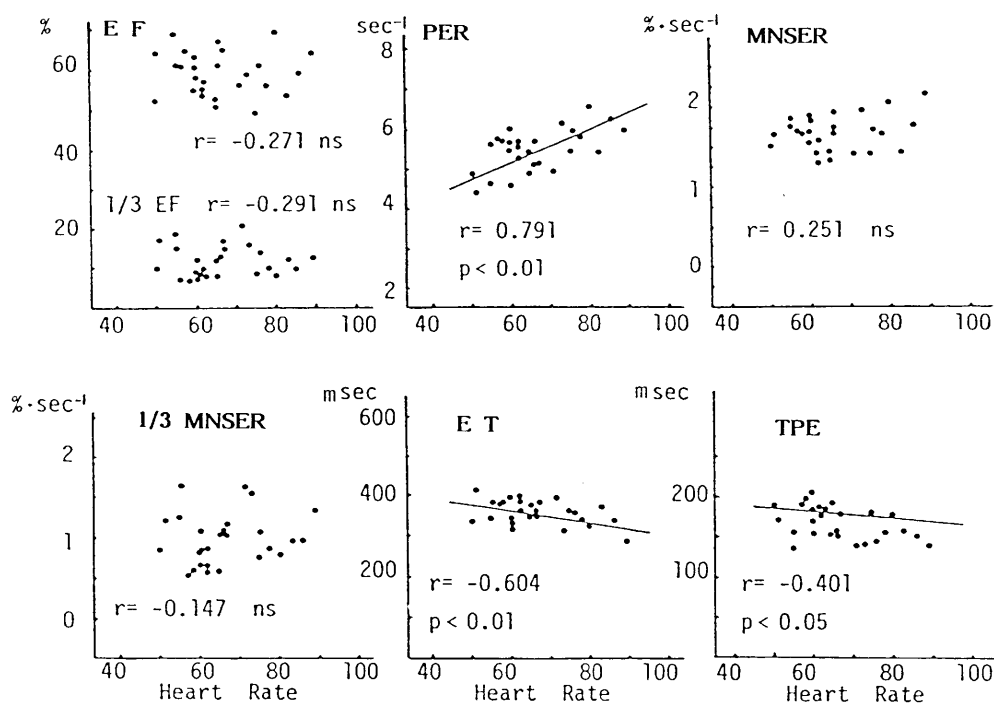 %
E F
60
40
20
r= -0.271 ns
1/3 EF r= -0.291 ns
40 60 80 100
sec⁻¹
PER
8
6
4
2
r= 0.791
p< 0.01
40 60 80 100
%·sec⁻¹
MNSER
2
1
0
r= 0.251 ns
40 60 80 100
%·sec⁻¹
1/3 MNSER
2
1
0
r= -0.147 ns
40 60 80 100
Heart Rate
msec
E T
600
400
200
r= -0.604
p< 0.01
40 60 80 100
Heart Rate
msec
TPE
200
100
r= -0.401
p< 0.05
40 60 80 100
Heart Rate